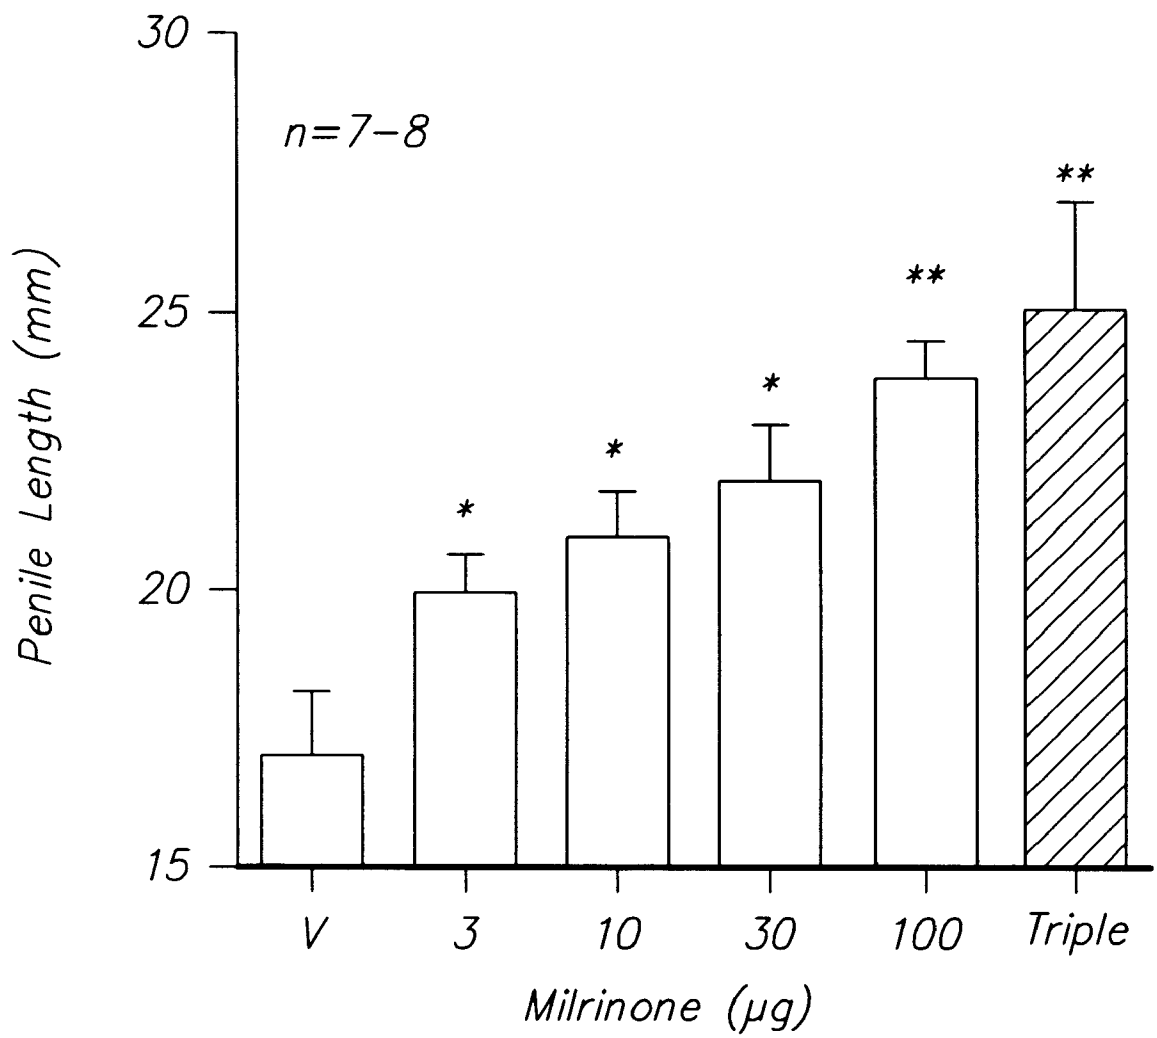 30
n=7-8
**
**
25
*
*
*
20
15
Penile Length (mm)
V 3 10 30 100 Triple
Milrinone (µg)